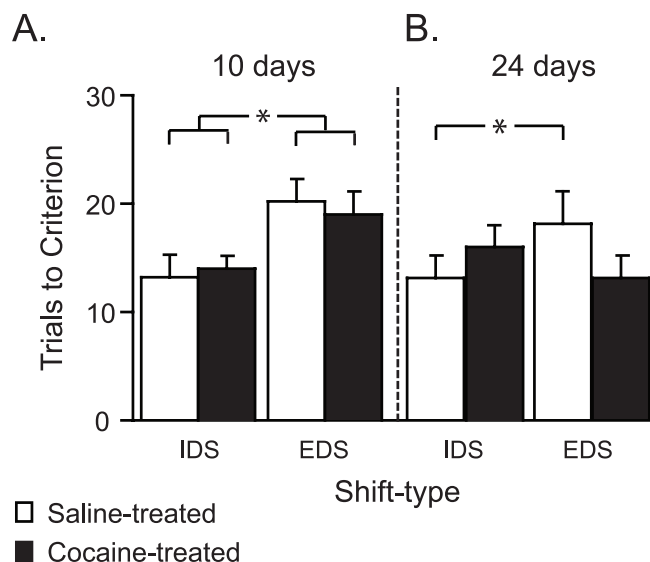 A.
B.
10 days
24 days
Trials to Criterion
30
20
10
0
*
*
IDS
EDS
IDS
EDS
Shift-type
Saline-treated
Cocaine-treated